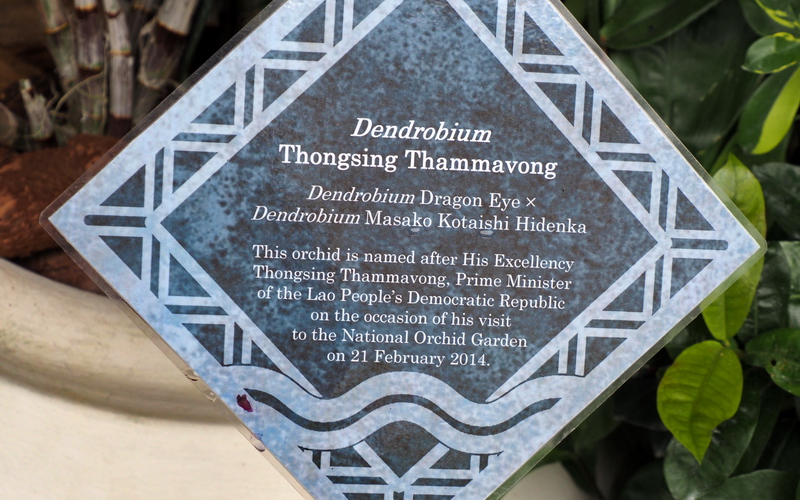 Dendrobium
Thongsing Thammavong
Dendrobium Dragon Eye ×
Dendrobium Masako Kotaishi Hidenka
This orchid is named after His Excellency
Thongsing Thammavong, Prime Minister
of the Lao People's Democratic Republic
on the occasion of his visit
to the National Orchid Garden
on 21 February 2014.